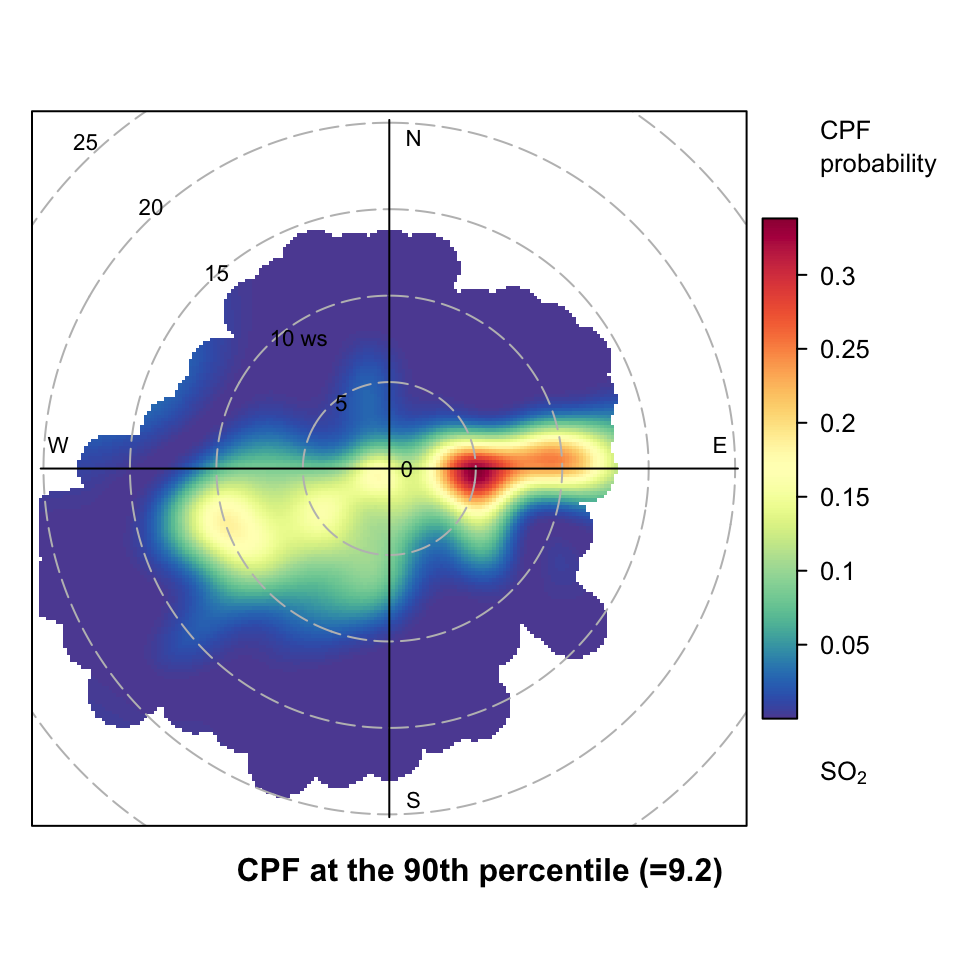 CPF
probability
25
N
20
15
10 ws
5
W
E
0
S
0.3
0.25
0.2
0.15
0.1
0.05
SO₂
CPF at the 90th percentile (=9.2)